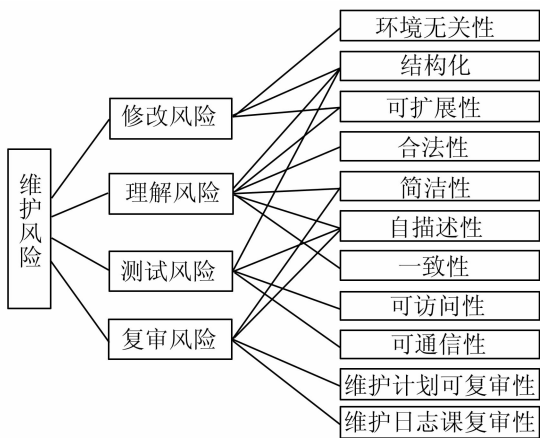 维护风险
修改风险
理解风险
测试风险
复审风险
环境无关性
结构化
可扩展性
合法性
简洁性
自描述性
一致性
可访问性
可通信性
维护计划可复审性
维护日志课复审性